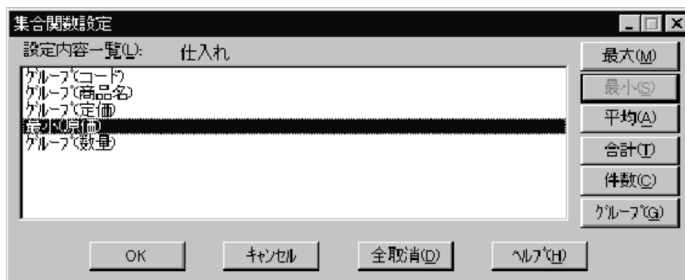 集合関数設定
設定内容一覧(L): 仕入れ
グループ(コード)
グループ(商品名)
グループ(定価)
最小(原価)
グループ(数量)
最大(M)
最小(S)
平均(A)
合計(T)
件数(C)
グループ(G)
OK キャンセル 全取消(D) ヘルプ(H)